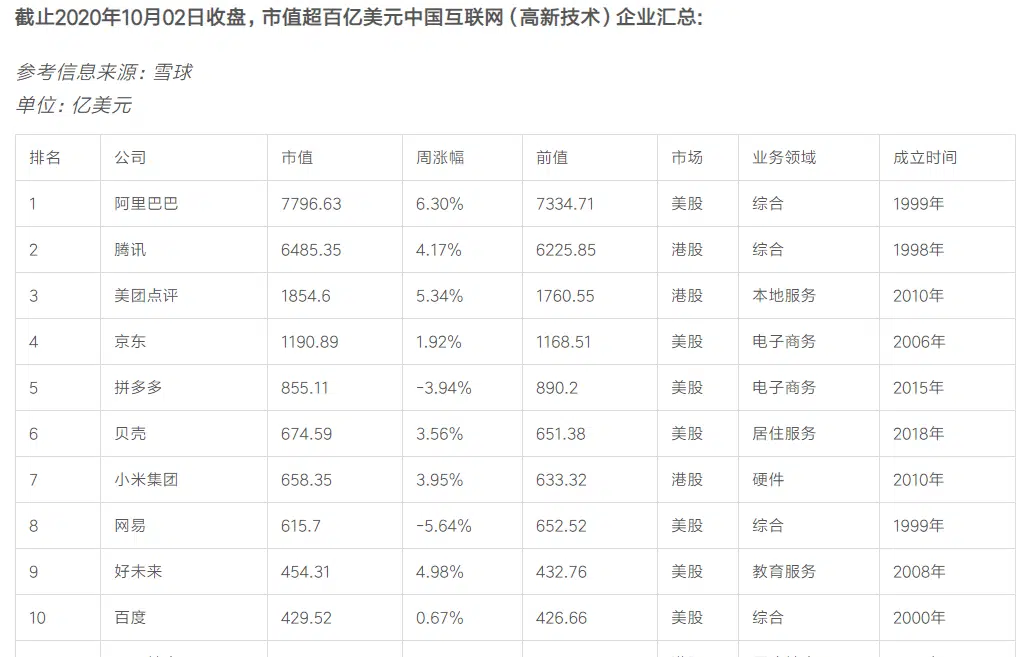 截止2020年10月02日收盘，市值超百亿美元中国互联网（高新技术）企业汇总：
参考信息来源：雪球
单位：亿美元
排名 公司 市值 周涨幅 前值 市场 业务领域 成立时间
1 阿里巴巴 7796.63 6.30% 7334.71 美股 综合 1999年
2 腾讯 6485.35 4.17% 6225.85 港股 综合 1998年
3 美团点评 1854.6 5.34% 1760.55 港股 本地服务 2010年
4 京东 1190.89 1.92% 1168.51 美股 电子商务 2006年
5 拼多多 855.11 -3.94% 890.2 美股 电子商务 2015年
6 贝壳 674.59 3.56% 651.38 美股 居住服务 2018年
7 小米集团 658.35 3.95% 633.32 港股 硬件 2010年
8 网易 615.7 -5.64% 652.52 美股 综合 1999年
9 好未来 454.31 4.98% 432.76 美股 教育服务 2008年
10 百度 429.52 0.67% 426.66 美股 综合 2000年